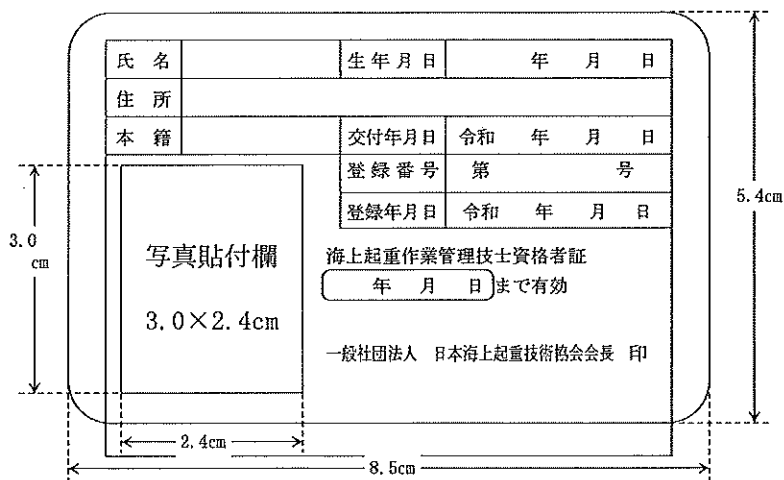 氏 名 生年月日 年 月 日
住 所
本 籍 交付年月日 令和 年 月 日
登録番号 第 号
登録年月日 令和 年 月 日
5.4cm
3.0
cm
写真貼付欄
3.0×2.4cm
海上起重作業管理技士資格者証
年 月 日 まで有効
一般社団法人 日本海上起重技術協会会長 印
2.4cm
8.5cm